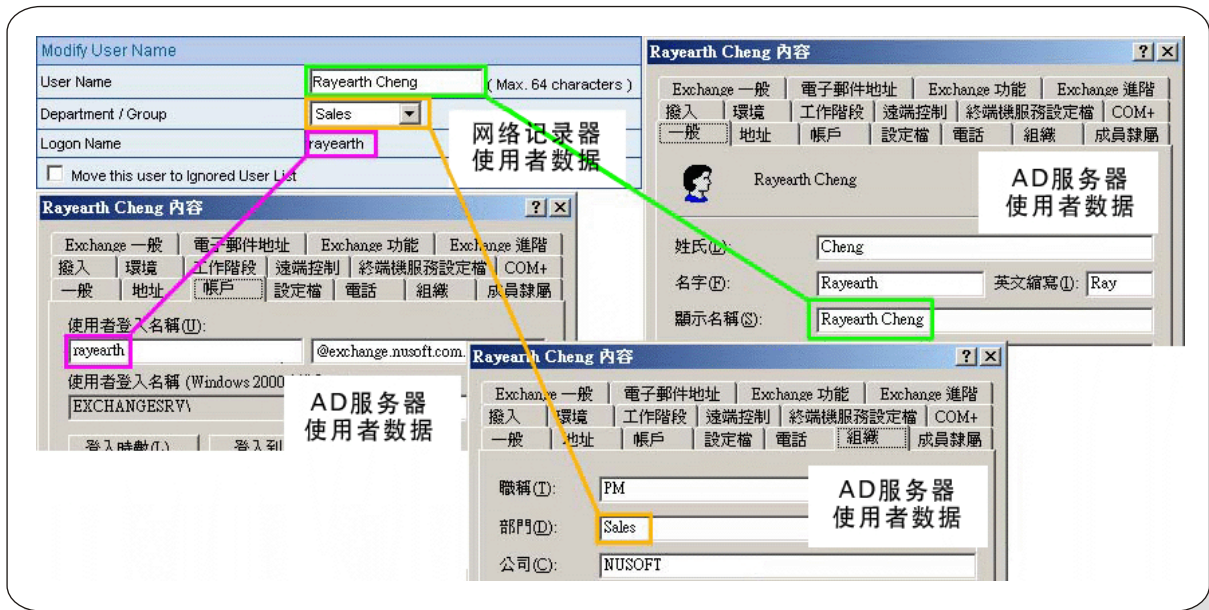 Modify User Name
User Name
Rayearth Cheng
( Max. 64 characters )
Department / Group
Sales
Logon Name
rayearth
Move this user to Ignored User List
网络记录器
使用者数据
Rayearth Cheng 內容
Exchange 一般 電子郵件地址 Exchange 功能 Exchange 進階
撥入 環境 工作階段 遠端控制 終端機服務設定檔 COM+
一般 地址 帳戶 設定檔 電話 組織 成員隸屬
Rayearth Cheng
AD服务器
使用者数据
姓氏(L): Cheng
名字(F): Rayearth 英文縮寫(I): Ray
顯示名稱(S): Rayearth Cheng
Rayearth Cheng 內容
Exchange 一般 電子郵件地址 Exchange 功能 Exchange 進階
撥入 環境 工作階段 遠端控制 終端機服務設定檔 COM+
一般 地址 帳戶 設定檔 電話 組織 成員隸屬
使用者登入名稱(U):
rayearth @exchange.nusoft.com.
使用者登入名稱 (Windows 2000
EXCHANGESRV\
登入時數(L) 登入到
AD服务器
使用者数据
Rayearth Cheng 內容
Exchange 一般 電子郵件地址 Exchange 功能 Exchange 進階
撥入 環境 工作階段 遠端控制 終端機服務設定檔 COM+
一般 地址 帳戶 設定檔 電話 組織 成員隸屬
職稱(T): PM
部門(D): Sales
公司(C): NUSOFT
AD服务器
使用者数据